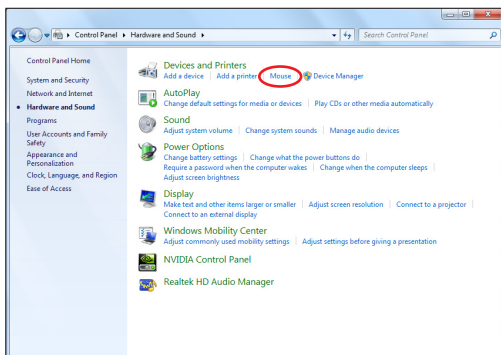 Control Panel ▸ Hardware and Sound ▸
Search Control Panel
Control Panel Home
System and Security
Network and Internet
Hardware and Sound
Programs
User Accounts and Family
Safety
Appearance and
Personalization
Clock, Language, and Region
Ease of Access
Devices and Printers
Add a device | Add a printer | Mouse | Device Manager
AutoPlay
Change default settings for media or devices | Play CDs or other media automatically
Sound
Adjust system volume | Change system sounds | Manage audio devices
Power Options
Change battery settings | Change what the power buttons do |
Require a password when the computer wakes | Change when the computer sleeps |
Adjust screen brightness
Display
Make text and other items larger or smaller | Adjust screen resolution | Connect to a projector |
Connect to an external display
Windows Mobility Center
Adjust commonly used mobility settings | Adjust settings before giving a presentation
NVIDIA Control Panel
Realtek HD Audio Manager